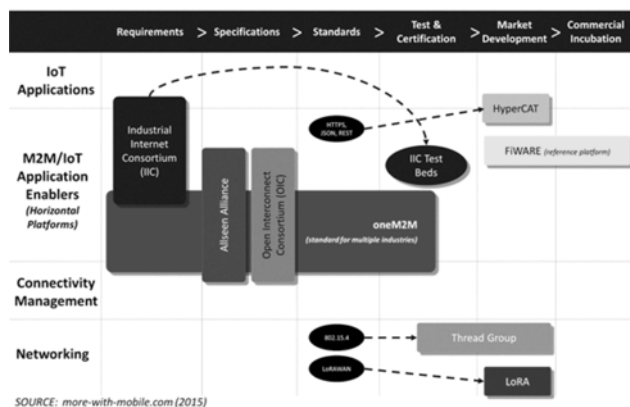 Requirements > Specifications > Standards > Test & Certification > Market Development > Commercial Incubation
IoT
Applications
M2M/IoT
Application
Enablers
(Horizontal
Platforms)
Connectivity
Management
Networking
Industrial
Internet
Consortium
(IIC)
Allseen Alliance
Open Interconnect
Consortium (OIC)
HTTPS,
JSON, REST
HyperCAT
FiWARE (reference platform)
IIC Test
Beds
oneM2M
(standard for multiple industries)
802.15.4
Thread Group
LoRaWAN
LoRA
SOURCE: more-with-mobile.com (2015)